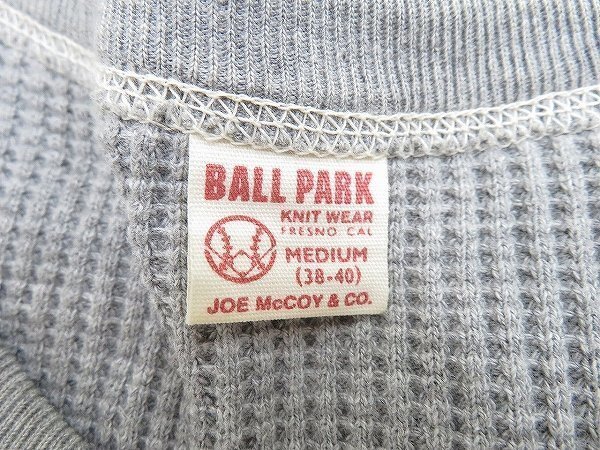 BALL PARK
KNIT WEAR
FRESNO CAL
MEDIUM
(38-40)
JOE McCOY & CO.